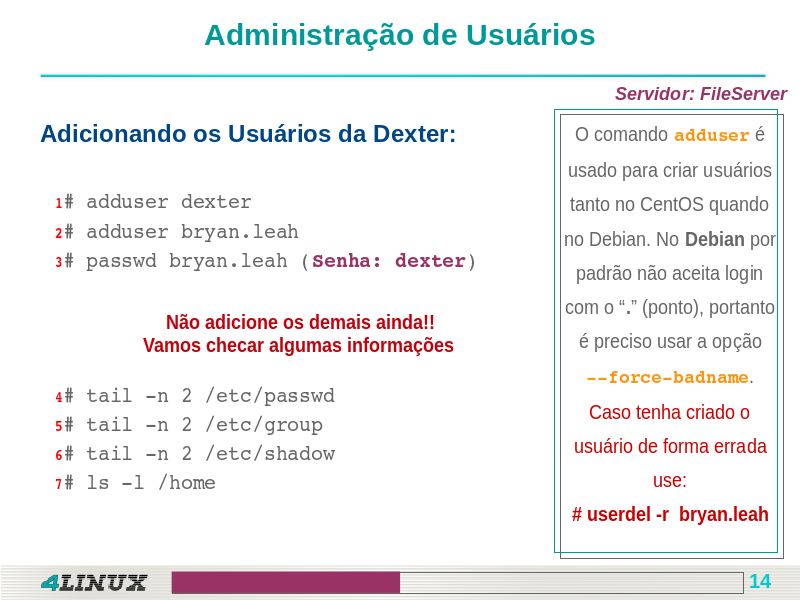 Administração de Usuários
Servidor: FileServer
Adicionando os Usuários da Dexter:
1# adduser dexter
2# adduser bryan.leah
3# passwd bryan.leah (Senha: dexter)
Não adicione os demais ainda!!
Vamos checar algumas informações
4# tail -n 2 /etc/passwd
5# tail -n 2 /etc/group
6# tail -n 2 /etc/shadow
7# ls -l /home
O comando adduser é
usado para criar usuários
tanto no CentOS quando
no Debian. No Debian por
padrão não aceita login
com o “.” (ponto), portanto
é preciso usar a opção
--force-badname.
Caso tenha criado o
usuário de forma errada
use:
# userdel -r  bryan.leah
4LINUX
14